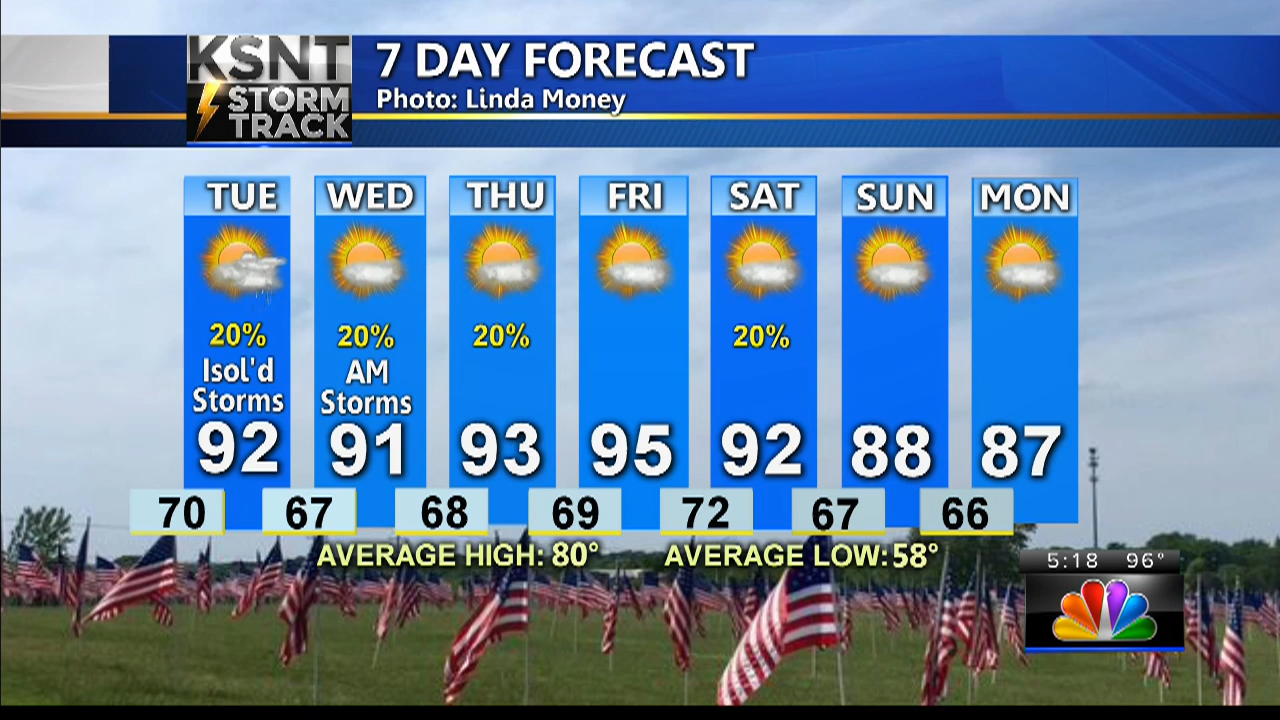 KSNT
STORM
TRACK
7 DAY FORECAST
Photo: Linda Money
TUE WED THU FRI SAT SUN MON
20% 20% 20% 20%
Isol'd AM
Storms Storms
92 91 93 95 92 88 87
70 67 68 69 72 67 66
AVERAGE HIGH: 80° AVERAGE LOW: 58°
5:18 96°